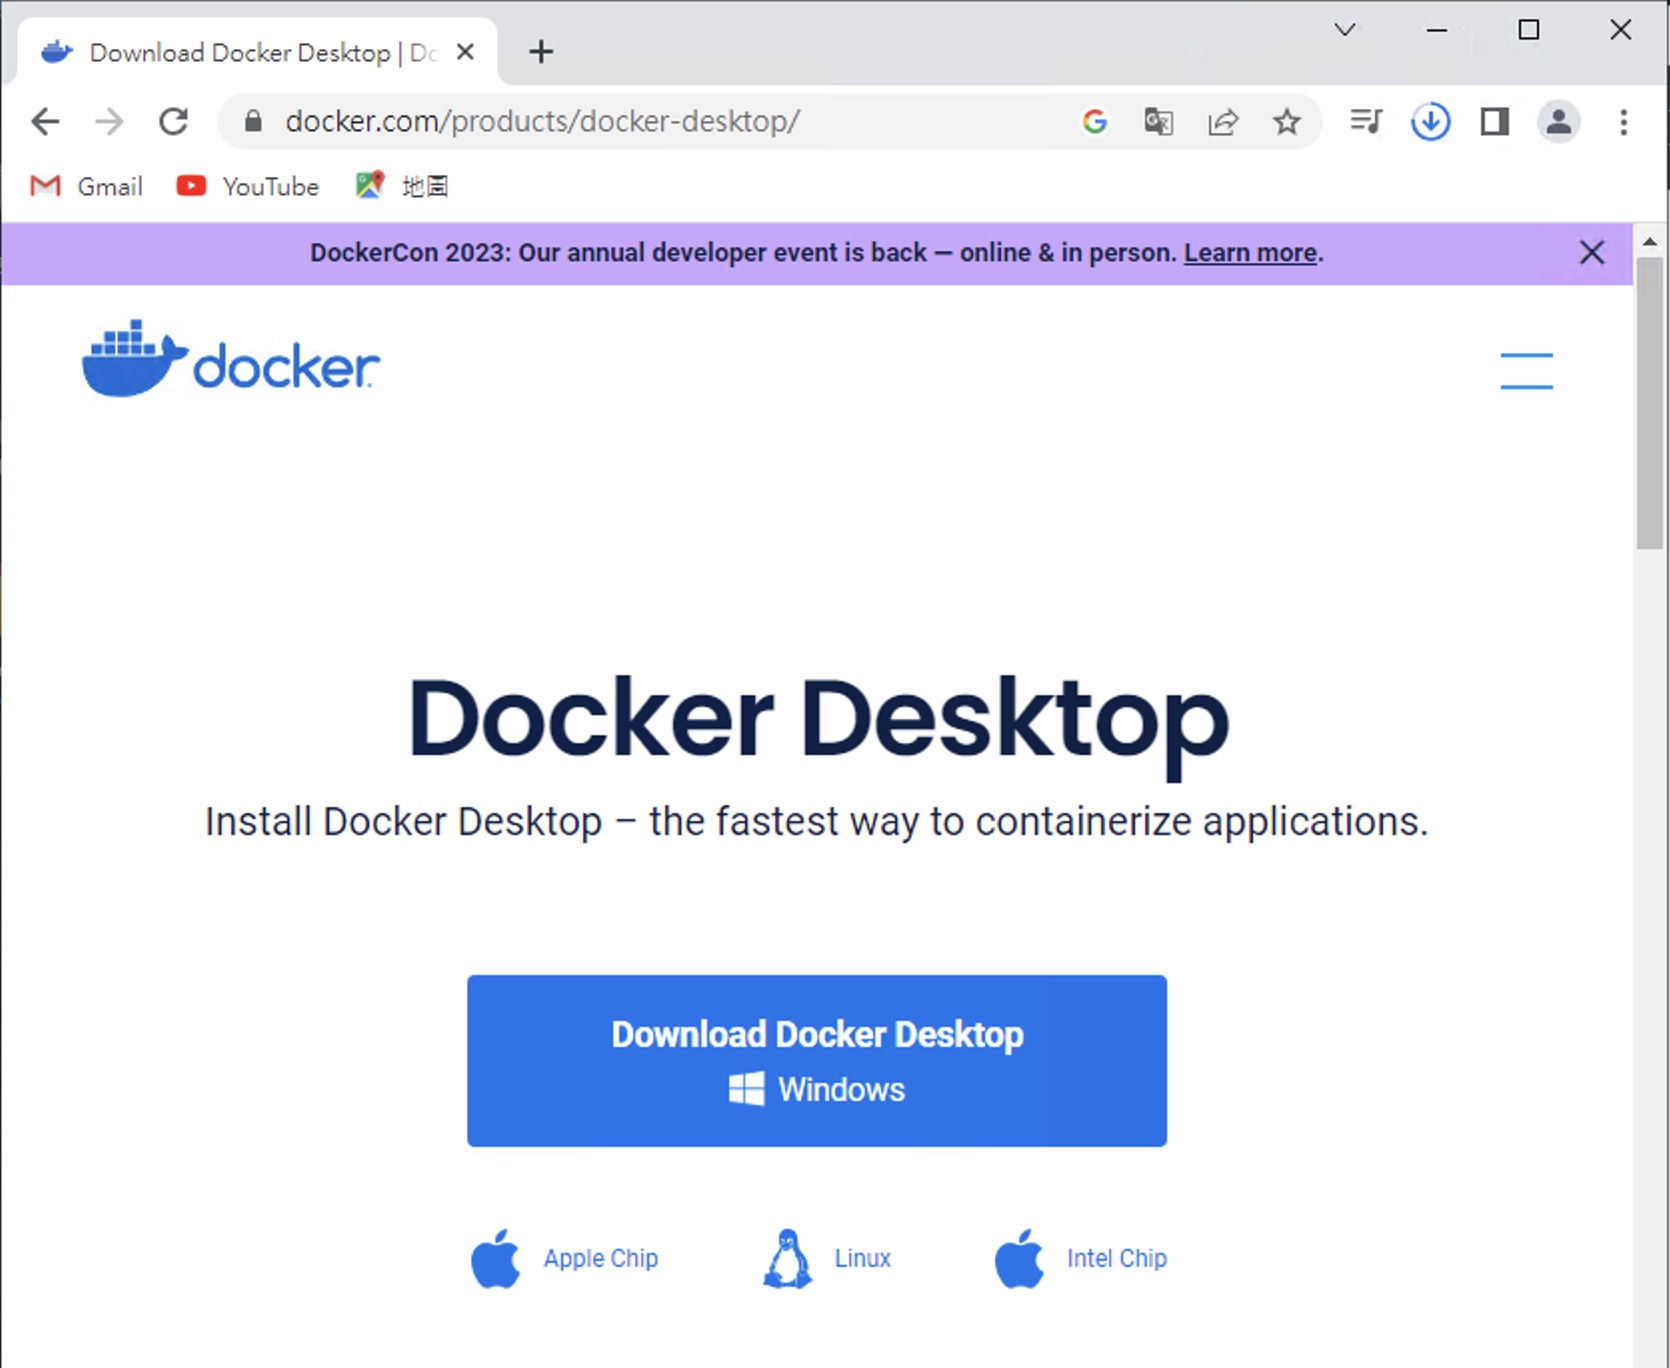 Download Docker Desktop | Do
docker.com/products/docker-desktop/
Gmail YouTube 地圖
DockerCon 2023: Our annual developer event is back – online & in person. Learn more.
docker
Docker Desktop
Install Docker Desktop – the fastest way to containerize applications.
Download Docker Desktop
Windows
Apple Chip Linux Intel Chip